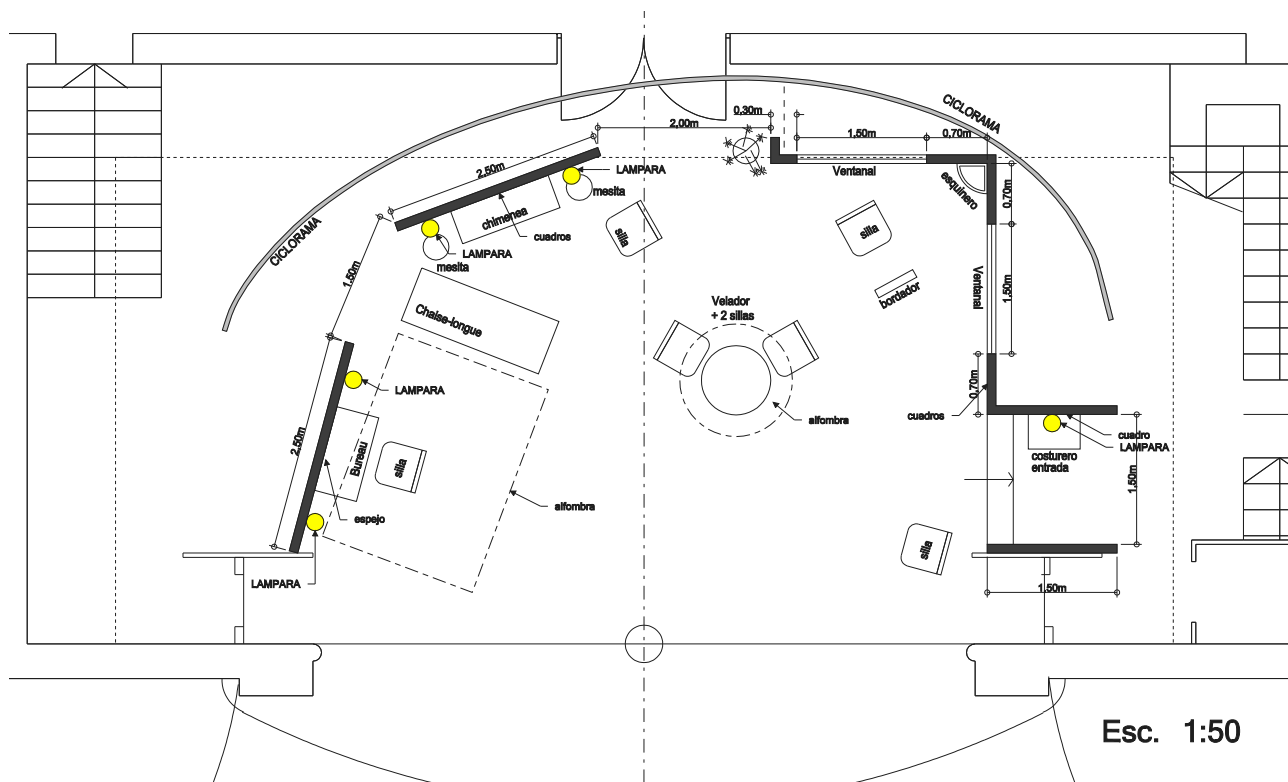 CICLORAMA
0,30m
2,00m
1,50m
0,70m
2,50m
LAMPARA
mesita
Ventanal
esquinero
0,70m
chimenea
cuadros
silla
silla
CICLORAMA
LAMPARA
mesita
1,50m
Chaise-longue
Velador
+ 2 sillas
bordador
Ventanal
1,50m
LAMPARA
0,70m
cuadros
alfombra
cuadro
LAMPARA
2,50m
Bureau
silla
costurero
entrada
1,50m
espejo
alfombra
silla
LAMPARA
1,50m
Esc. 1:50